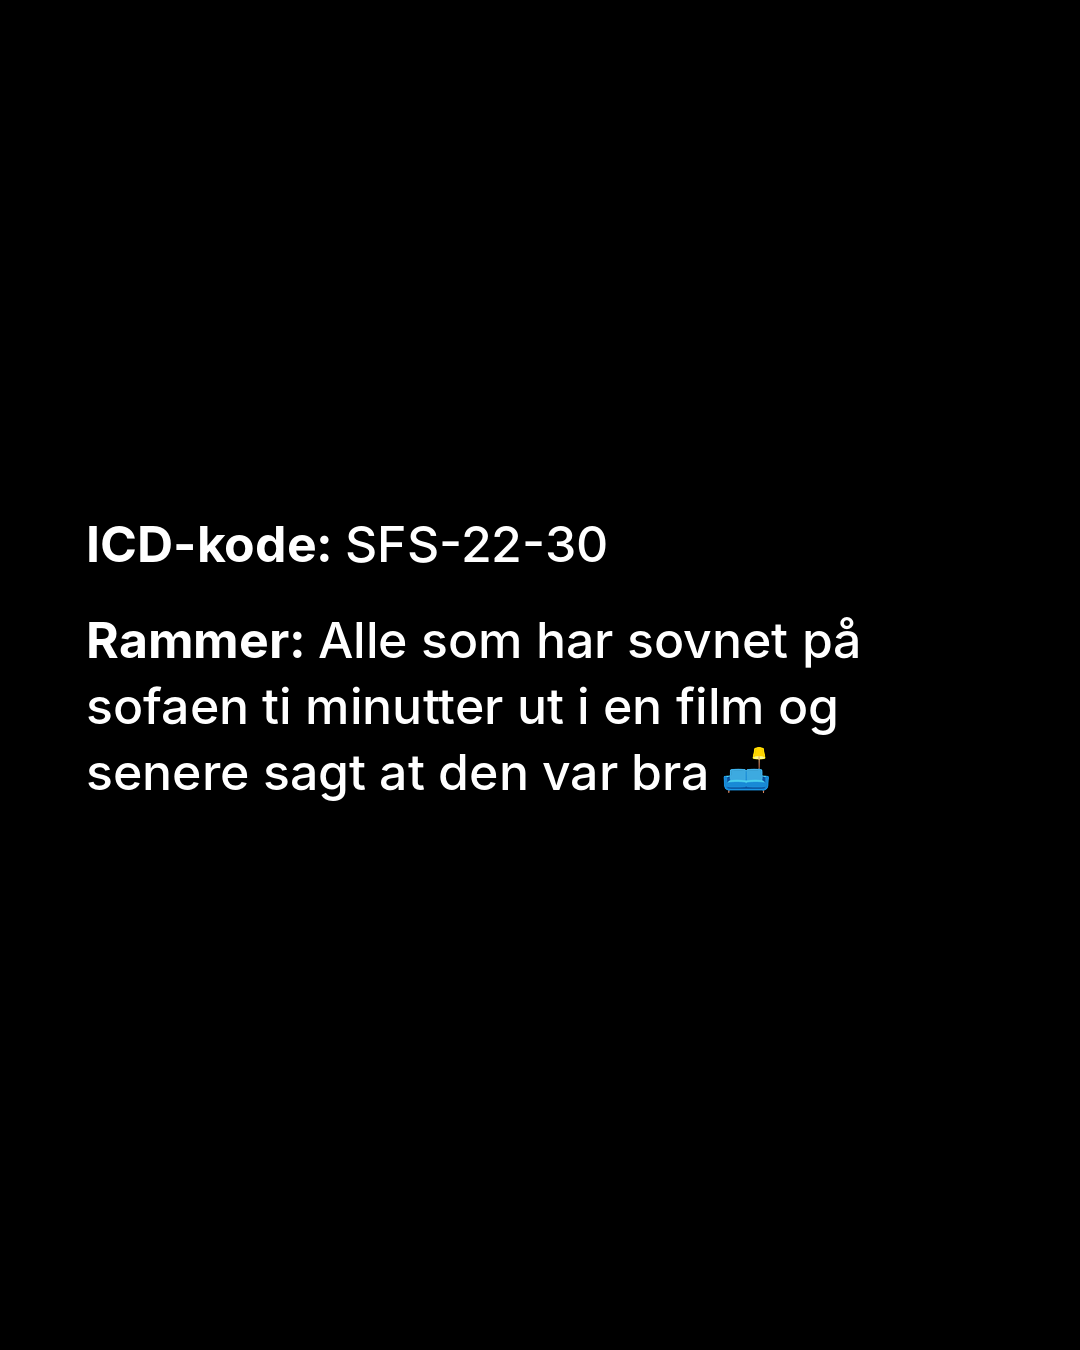 ICD-kode: SFS-22-30
Rammer: Alle som har sovnet på
sofaen ti minutter ut i en film og
senere sagt at den var bra 🛋️